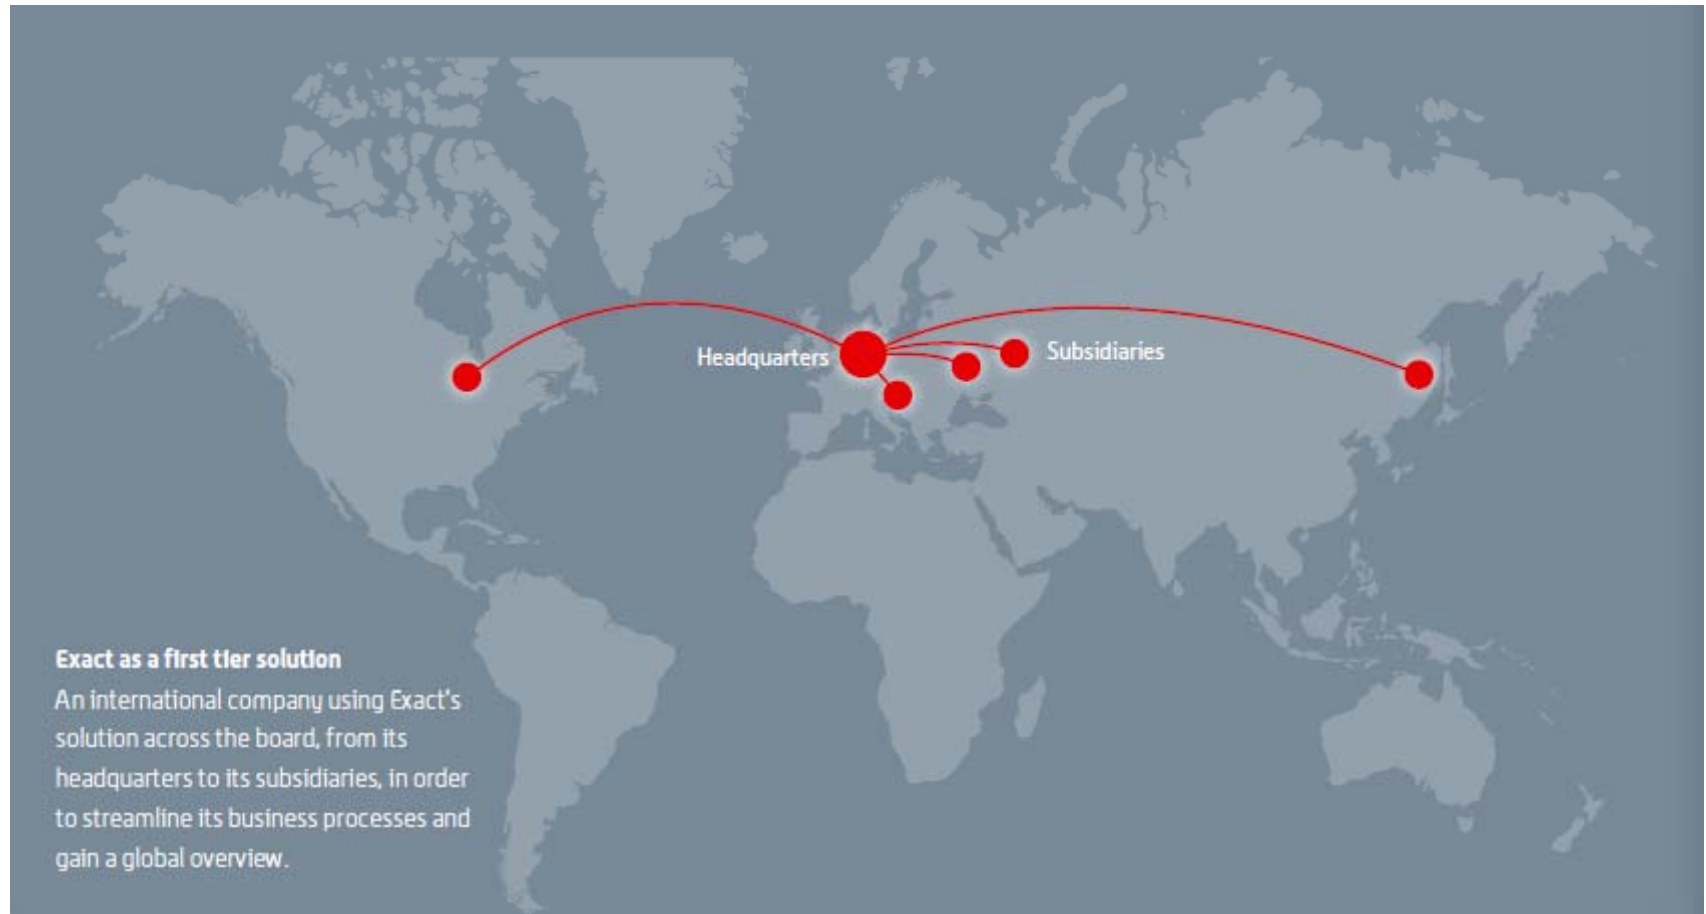 Headquarters
Subsidiaries
Exact as a first tier solution
An international company using Exact's
solution across the board, from its
headquarters to its subsidiaries, in order
to streamline its business processes and
gain a global overview.